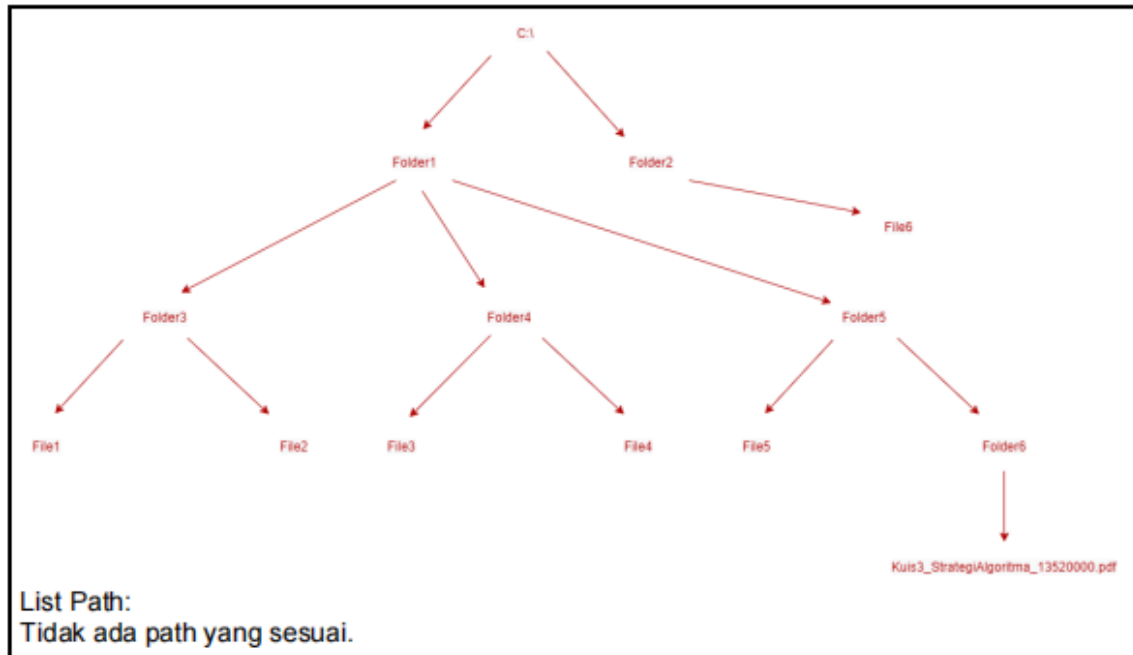 C:\
Folder1
Folder2
File6
Folder3
Folder4
Folder5
File1
File2
File3
File4
File5
Folder6
Kuis3_StrategiAlgoritma_13520000.pdf
List Path:
Tidak ada path yang sesuai.